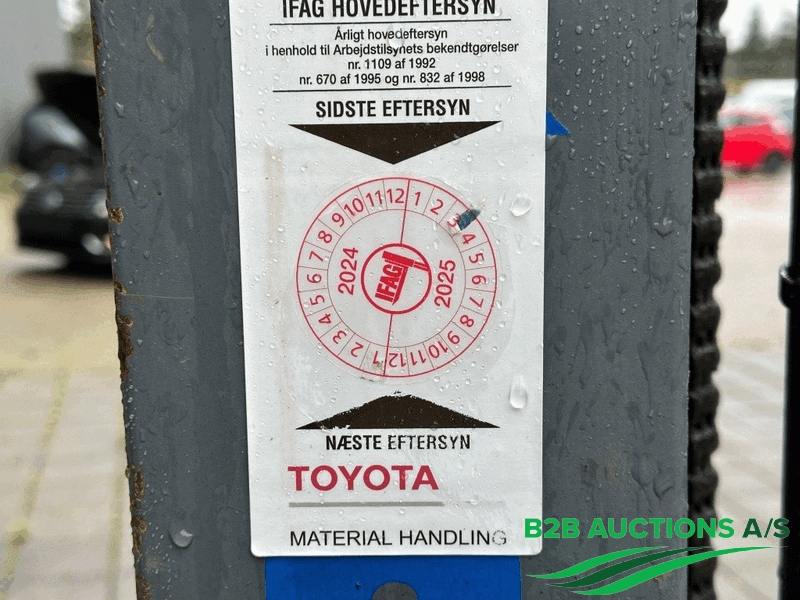 IFAG HOVEDEFTERSYN
Årligt hovedeftersyn
i henhold til Arbejdstilsynets bekendtgørelser
nr. 1109 af 1992
nr. 670 af 1995 og nr. 832 af 1998
SIDSTE EFTERSYN
1 2 3 4 5 6 7 8 9 10 11 12
2025
1 2 3 4 5 6 7 8 9 10 11 12
2024
IFAG
NÆSTE EFTERSYN
TOYOTA
MATERIAL HANDLING
B2B AUCTIONS A/S